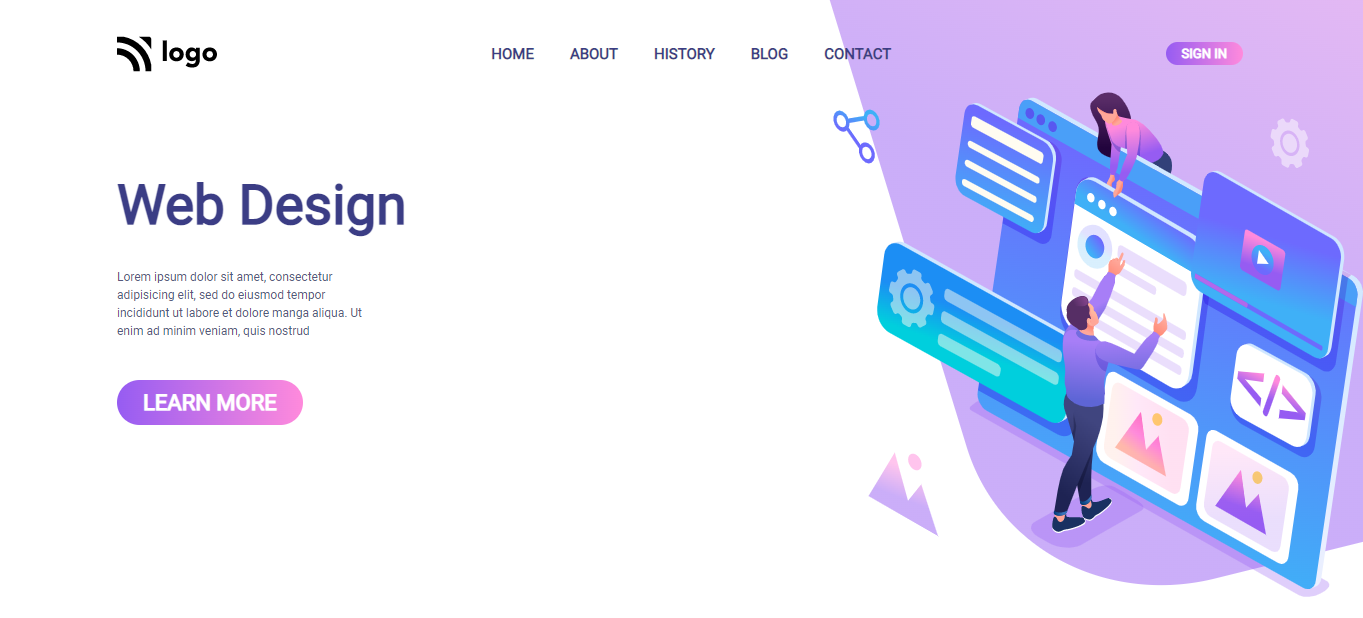 logo
HOME ABOUT HISTORY BLOG CONTACT SIGN IN
Web Design
Lorem ipsum dolor sit amet, consectetur
adipisicing elit, sed do eiusmod tempor
incididunt ut labore et dolore manga aliqua. Ut
enim ad minim veniam, quis nostrud
LEARN MORE
</>